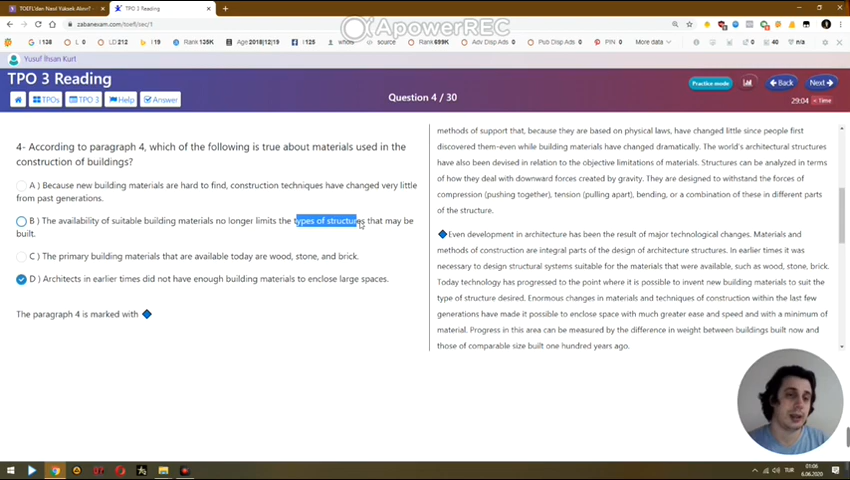 TOEFL'dan Nasıl Yüksek Alınır?
TPO 3 Reading
ApowerREC
zabanexam.com/toefl/sec/1
I 138
L 0
LD 212
I 19
Rank 135K
Age 2018|12|19
I 125
whois
source
Rank 699K
Adv Disp Ads 0
Pub Disp Ads 0
PIN 0
More data
0
40
n/a
Yusuf İhsan Kurt
TPO 3 Reading
TPOs
TPO 3
Help
Answer
Question 4 / 30
Practice mode
Back
Next
29:04
Time
4- According to paragraph 4, which of the following is true about materials used in the
construction of buildings?
A ) Because new building materials are hard to find, construction techniques have changed very little
from past generations.
B ) The availability of suitable building materials no longer limits the types of structures that may be
built.
C ) The primary building materials that are available today are wood, stone, and brick.
D ) Architects in earlier times did not have enough building materials to enclose large spaces.
The paragraph 4 is marked with
methods of support that, because they are based on physical laws, have changed little since people first
discovered them-even while building materials have changed dramatically. The world's architectural structures
have also been devised in relation to the objective limitations of materials. Structures can be analyzed in terms
of how they deal with downward forces created by gravity. They are designed to withstand the forces of
compression (pushing together), tension (pulling apart), bending, or a combination of these in different parts
of the structure.
Even development in architecture has been the result of major technological changes. Materials and
methods of construction are integral parts of the design of architecture structures. In earlier times it was
necessary to design structural systems suitable for the materials that were available, such as wood, stone, brick.
Today technology has progressed to the point where it is possible to invent new building materials to suit the
type of structure desired. Enormous changes in materials and techniques of construction within the last few
generations have made it possible to enclose space with much greater ease and speed and with a minimum of
material. Progress in this area can be measured by the difference in weight between buildings built now and
those of comparable size built one hundred years ago.
TUR
01:06
6.06.2020